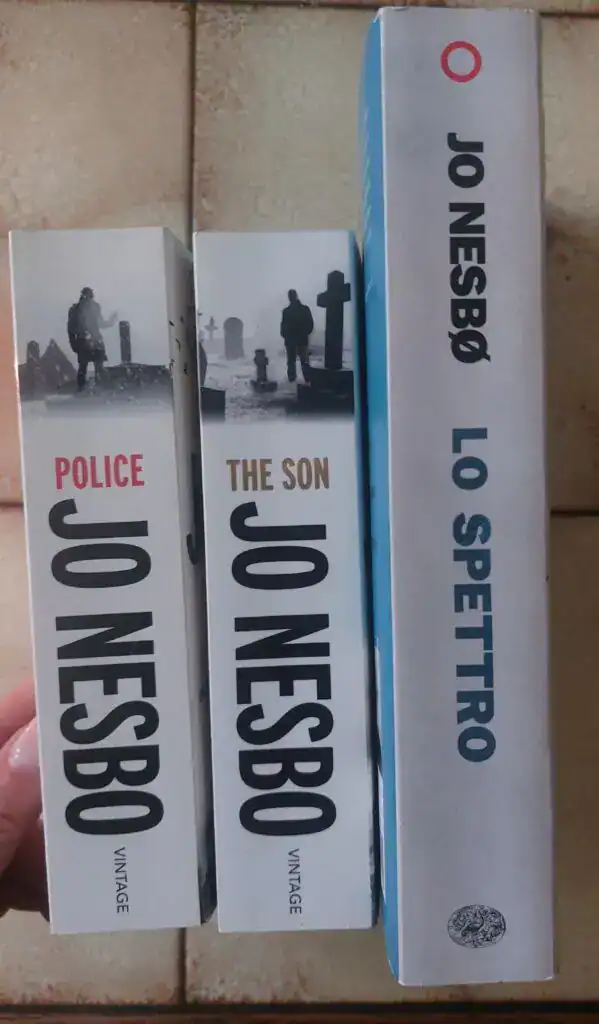 POLICE
JO NESBO
VINTAGE
THE SON
JO NESBO
VINTAGE
JO NESBØ
LO SPETTRO